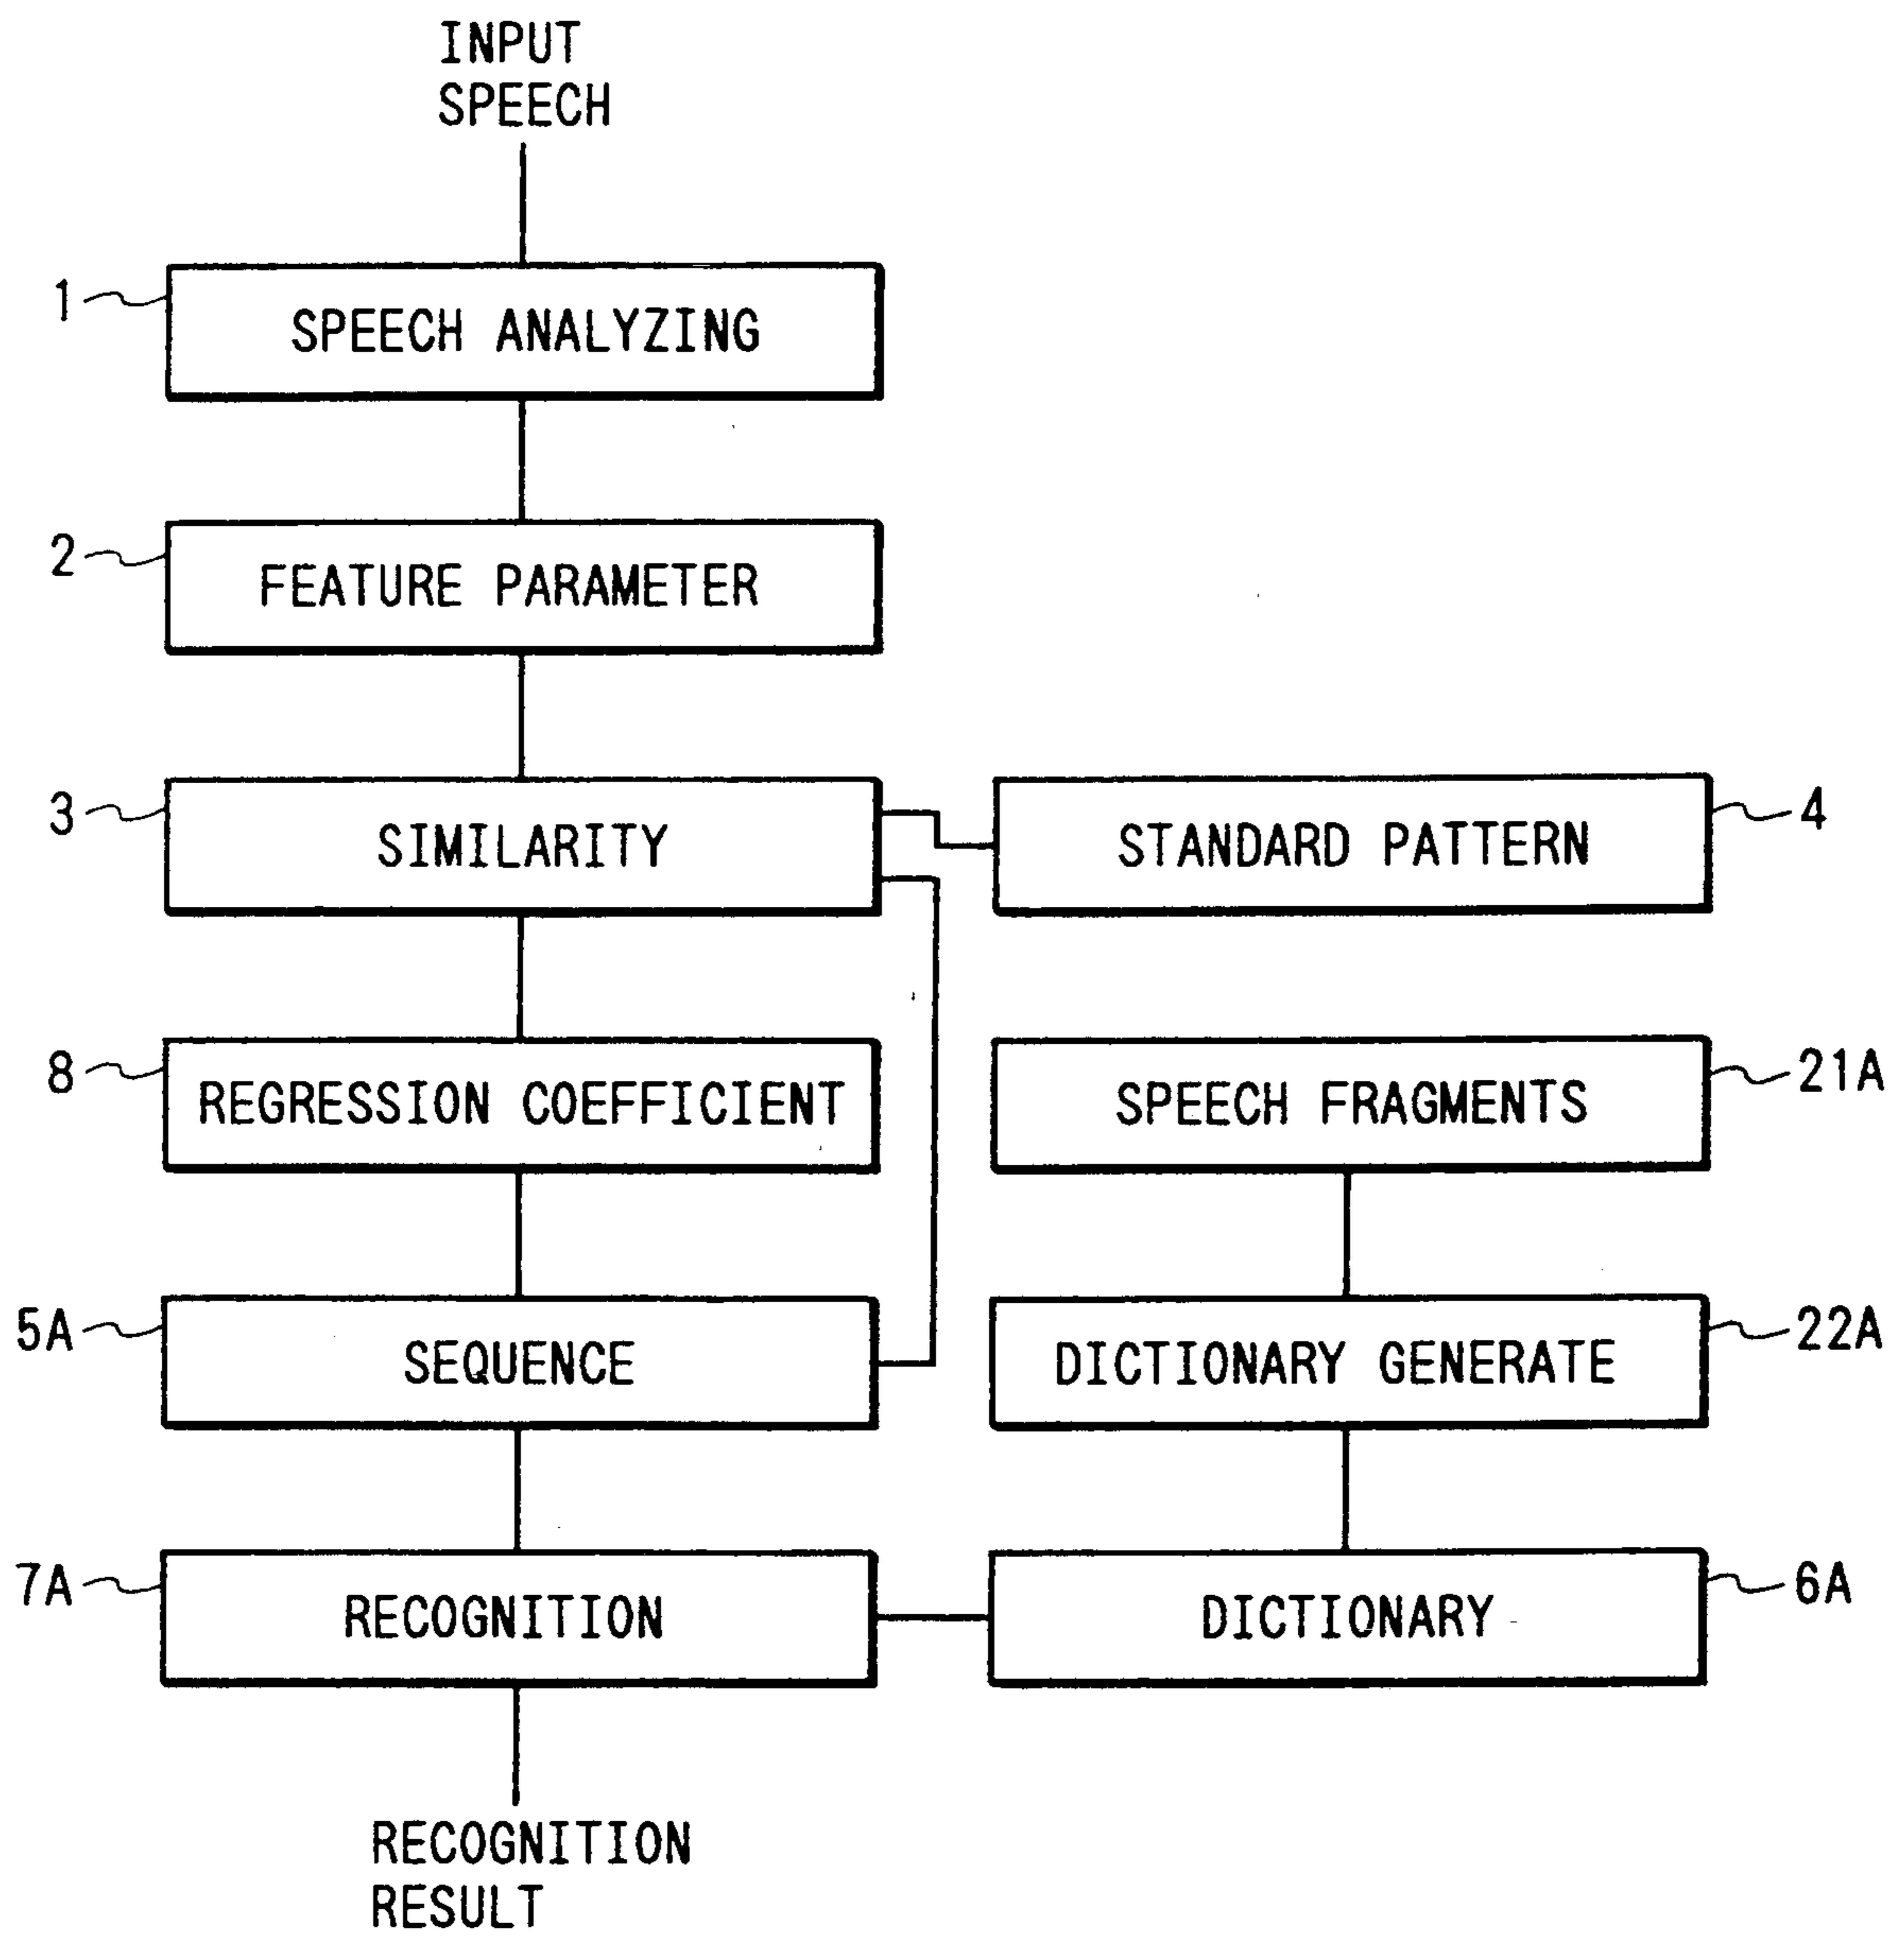 INPUT
SPEECH
1
SPEECH ANALYZING
2
FEATURE PARAMETER
3
SIMILARITY
STANDARD PATTERN
4
8
REGRESSION COEFFICIENT
SPEECH FRAGMENTS
21A
5A
SEQUENCE
DICTIONARY GENERATE
22A
7A
RECOGNITION
DICTIONARY
6A
RECOGNITION
RESULT